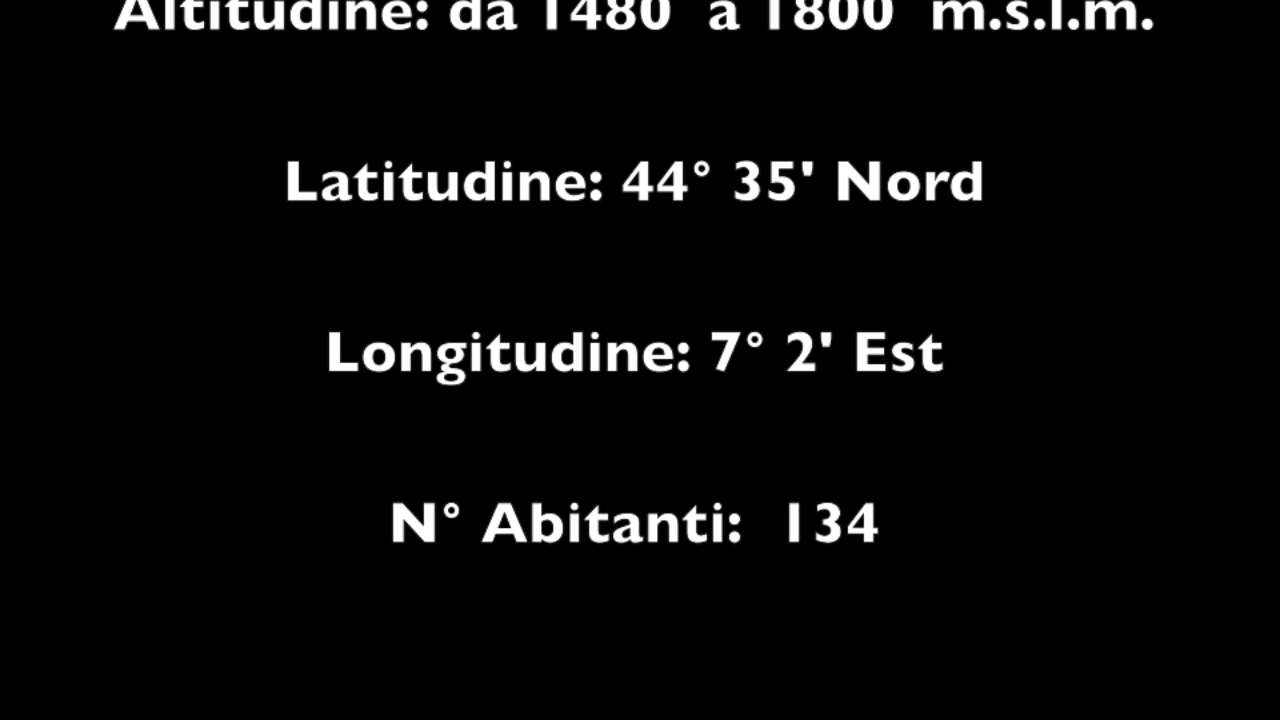 Altitudine: da 1480 a 1800 m.s.l.m.
Latitudine: 44° 35' Nord
Longitudine: 7° 2' Est
N° Abitanti: 134